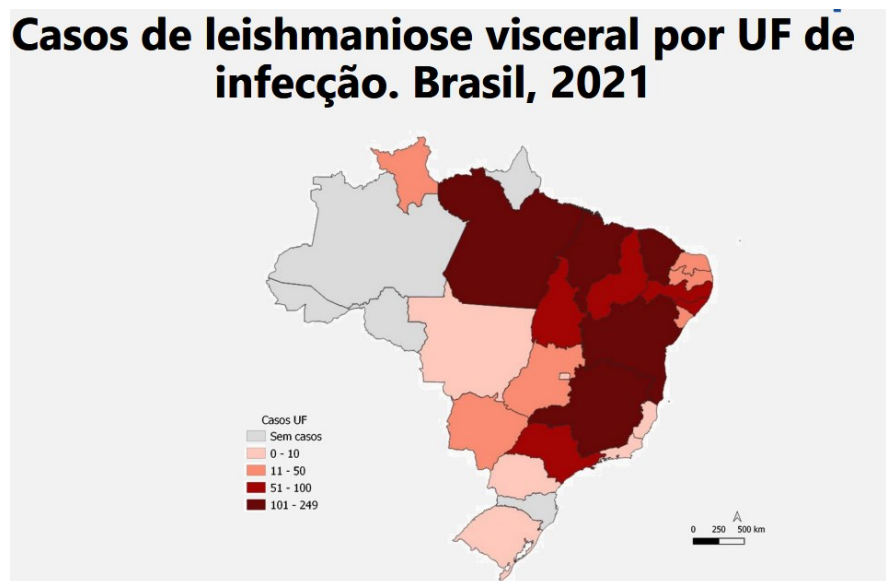 Casos de leishmaniose visceral por UF de
infecção. Brasil, 2021
Casos UF
Sem casos
0 - 10
11 - 50
51 - 100
101 - 249
0 250 500 km